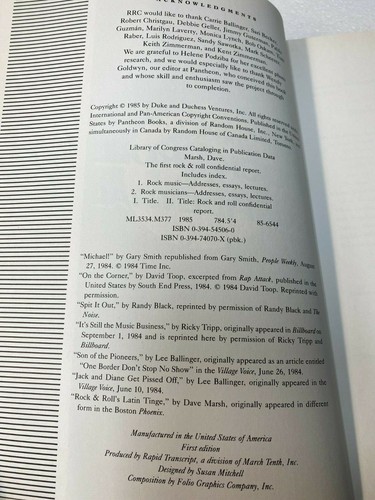 ACKNOWLEDGMENTS
RRC would like to thank Carrie Ballinger, Ilan
Robert Christgau, Debbie Geller, Jimmy
Guzmán, Marilyn Laverty, Monica Lynch, Bob
Raber, Luis Rodriguez, Sandy Sawotka, Mark
Keith Zimmerman, and Kent Zimmerman.
We are grateful to Helene Podziba for her
research, and we would especially like to thank Wendy
Goldwyn, our editor at Pantheon, who conceived this book
and whose skill and enthusiasm saw the project through
to completion.
Copyright © 1985 by Duke and Duchess Ventures, Inc. All rights
International and Pan-American Copyright Conventions. Published in the United
States by Pantheon Books, a division of Random House, Inc., New York,
simultaneously in Canada by Random House of Canada Limited, Toronto.
Library of Congress Cataloging in Publication Data
Marsh, Dave.
The first rock & roll confidential report.
Includes index.
1. Rock music—Addresses, essays, lectures.
2. Rock musicians—Addresses, essays, lectures.
I. Title. II. Title: Rock and roll confidential
report.
ML3534.M377 1985 784.5'4 85-6544
ISBN 0-394-54506-0
ISBN 0-394-74070-X (pbk.)
"Michael!" by Gary Smith republished from Gary Smith, People Weekly, August
27, 1984. © 1984 Time Inc.
"On the Corner," by David Toop, excerpted from Rap Attack, published in the
United States by South End Press, 1984. © 1984 David Toop. Reprinted with
permission.
"Spit It Out," by Randy Black, reprinted by permission of Randy Black and The
Noise.
"It's Still the Music Business," by Ricky Tripp, originally appeared in Billboard on
September 1, 1984 and is reprinted here by permission of Ricky Tripp and
Billboard.
"Son of the Pioneers," by Lee Ballinger, originally appeared as an article entitled
"One Border Don't Stop No Show" in the Village Voice, June 26, 1984.
"Jack and Diane Get Pissed Off," by Lee Ballinger, originally appeared in the
Village Voice, June 10, 1984.
"Rock & Roll's Latin Tinge," by Dave Marsh, originally appeared in different
form in the Boston Phoenix.
Manufactured in the United States of America
First edition
Produced by Rapid Transcript, a division of March Tenth, Inc.
Designed by Susan Mitchell
Composition by Folio Graphics Company, Inc.